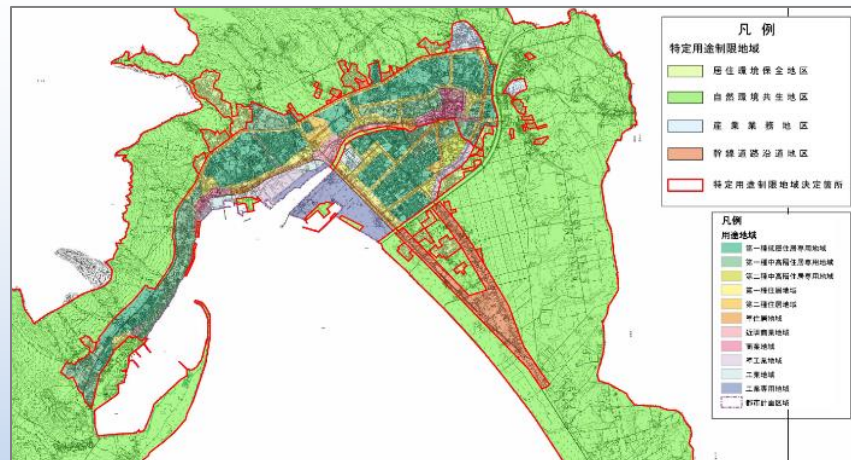 凡例
特定用途制限地域
居住環境保全地区
自然環境共生地区
産業業務地区
幹線道路沿道地区
特定用途制限地域決定箇所
凡例
用途地域
第一種低層住居専用地域
第一種中高層住居専用地域
第二種中高層住居専用地域
第一種住居地域
第二種住居地域
準住居地域
近隣商業地域
商業地域
準工業地域
工業地域
工業専用地域
都市計画区域